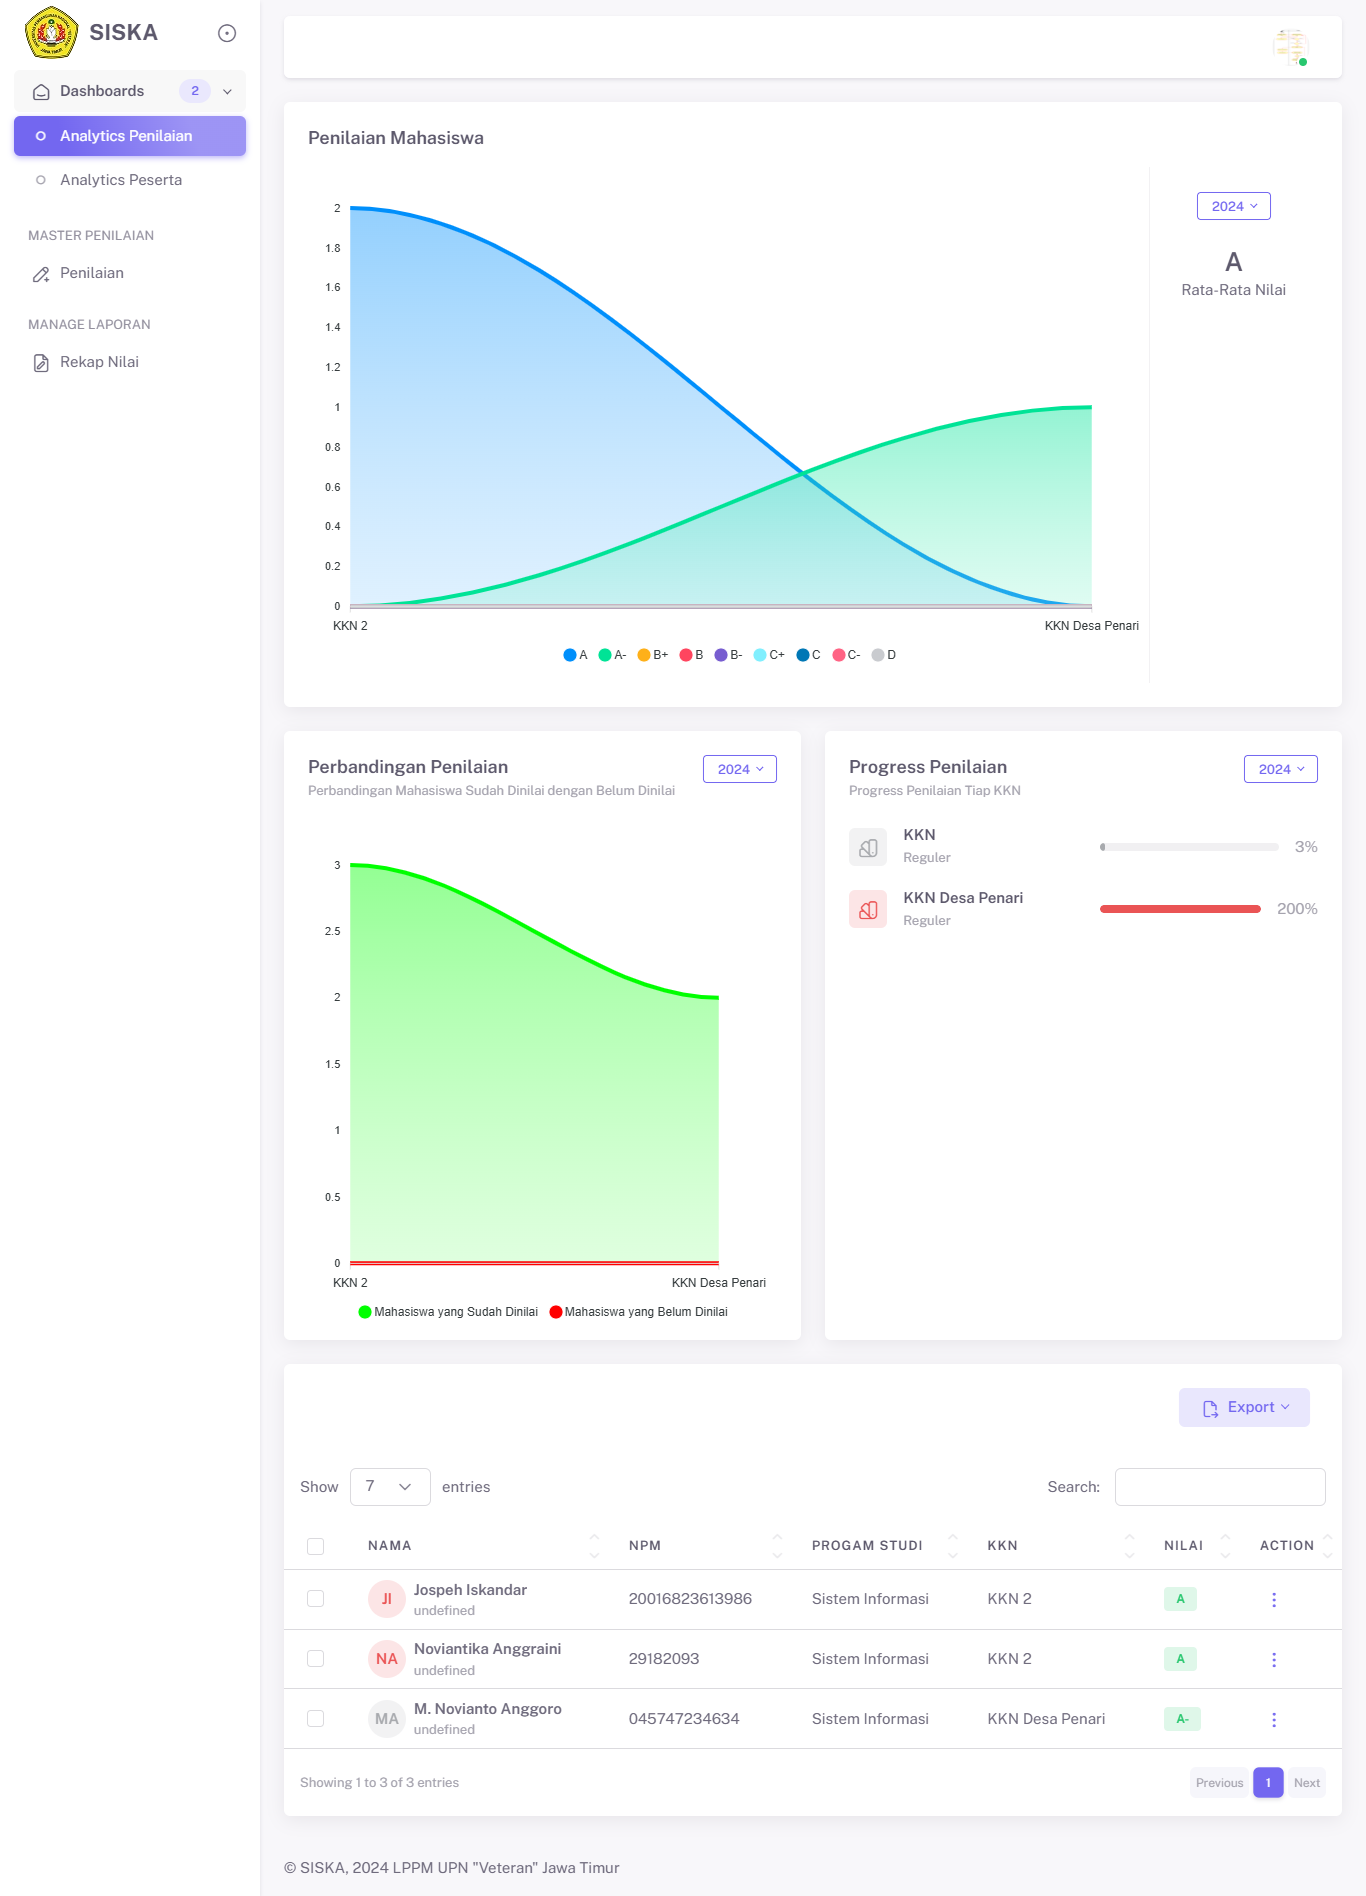 SISKA
Dashboards 2
Analytics Penilaian
Analytics Peserta
MASTER PENILAIAN
Penilaian
MANAGE LAPORAN
Rekap Nilai
Penilaian Mahasiswa
2024
A
Rata-Rata Nilai
2
1.8
1.6
1.4
1.2
1
0.8
0.6
0.4
0.2
0
KKN 2 KKN Desa Penari
A A- B+ B B- C+ C C- D
Perbandingan Penilaian 2024
Perbandingan Mahasiswa Sudah Dinilai dengan Belum Dinilai
3
2.5
2
1.5
1
0.5
0
KKN 2 KKN Desa Penari
Mahasiswa yang Sudah Dinilai Mahasiswa yang Belum Dinilai
Progress Penilaian 2024
Progress Penilaian Tiap KKN
KKN 3%
Reguler
KKN Desa Penari 200%
Reguler
Export
Show 7 entries Search:
NAMA NPM PROGAM STUDI KKN NILAI ACTION
JI Jospeh Iskandar 20016823613986 Sistem Informasi KKN 2 A
undefined
NA Noviantika Anggraini 29182093 Sistem Informasi KKN 2 A
undefined
MA M. Novianto Anggoro 045747234634 Sistem Informasi KKN Desa Penari A-
undefined
Showing 1 to 3 of 3 entries Previous 1 Next
© SISKA, 2024 LPPM UPN "Veteran" Jawa Timur